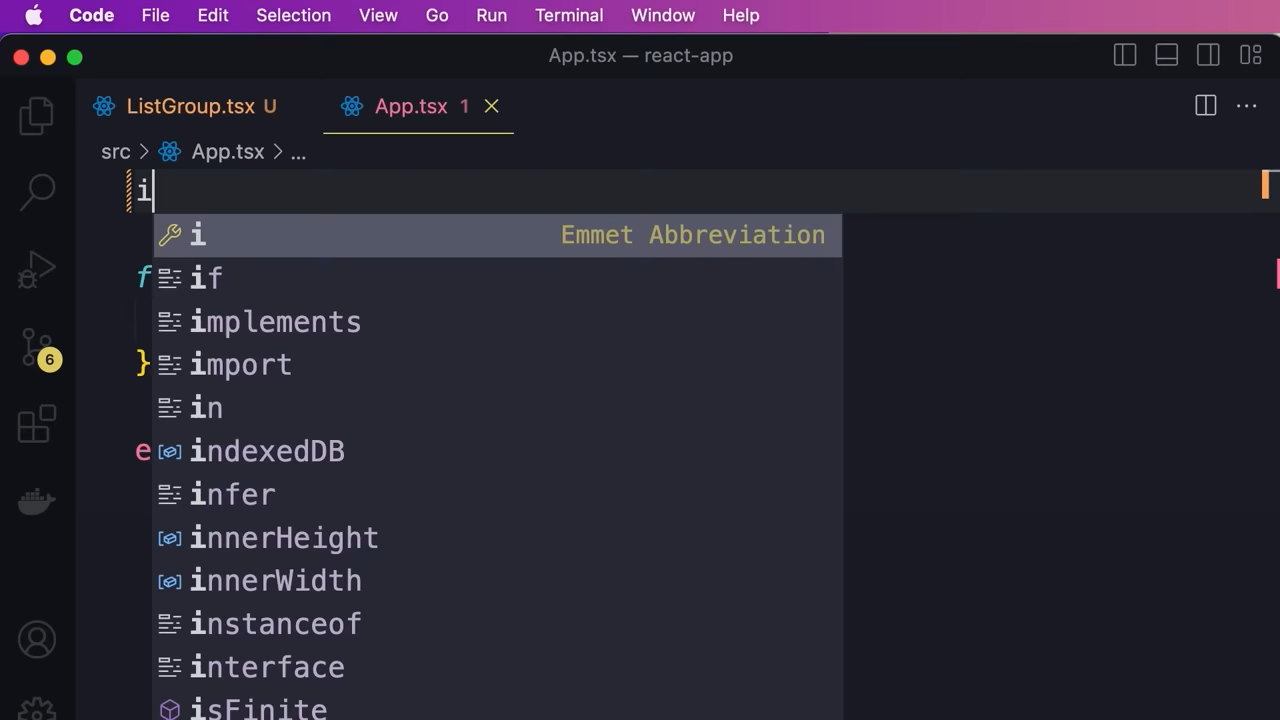 Code File Edit Selection View Go Run Terminal Window Help
App.tsx — react-app
ListGroup.tsx U App.tsx 1
src > App.tsx > ...
i
i Emmet Abbreviation
f if
implements
} import
in
e indexedDB
infer
innerHeight
innerWidth
instanceof
interface
isFinite
6